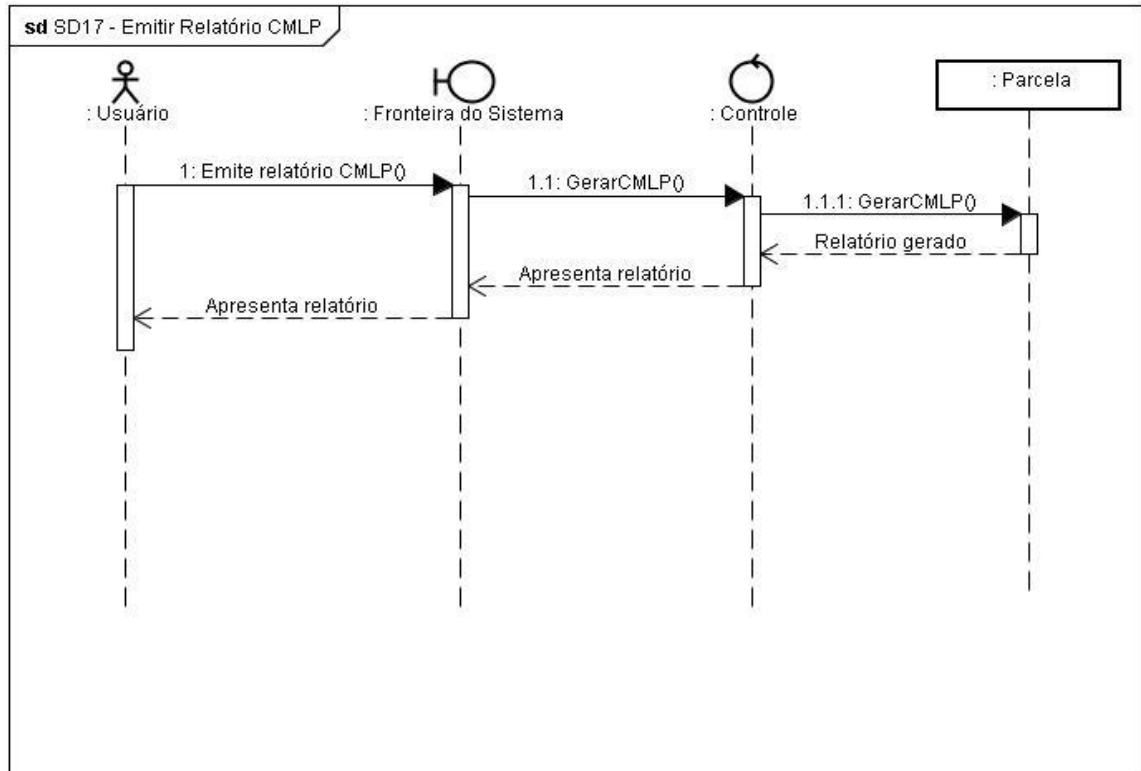 sd SD17 - Emitir Relatório CMLP
: Usuário
: Fronteira do Sistema
: Controle
: Parcela
1: Emite relatório CMLP()
1.1: GerarCMLP()
1.1.1: GerarCMLP()
Relatório gerado
Apresenta relatório
Apresenta relatório